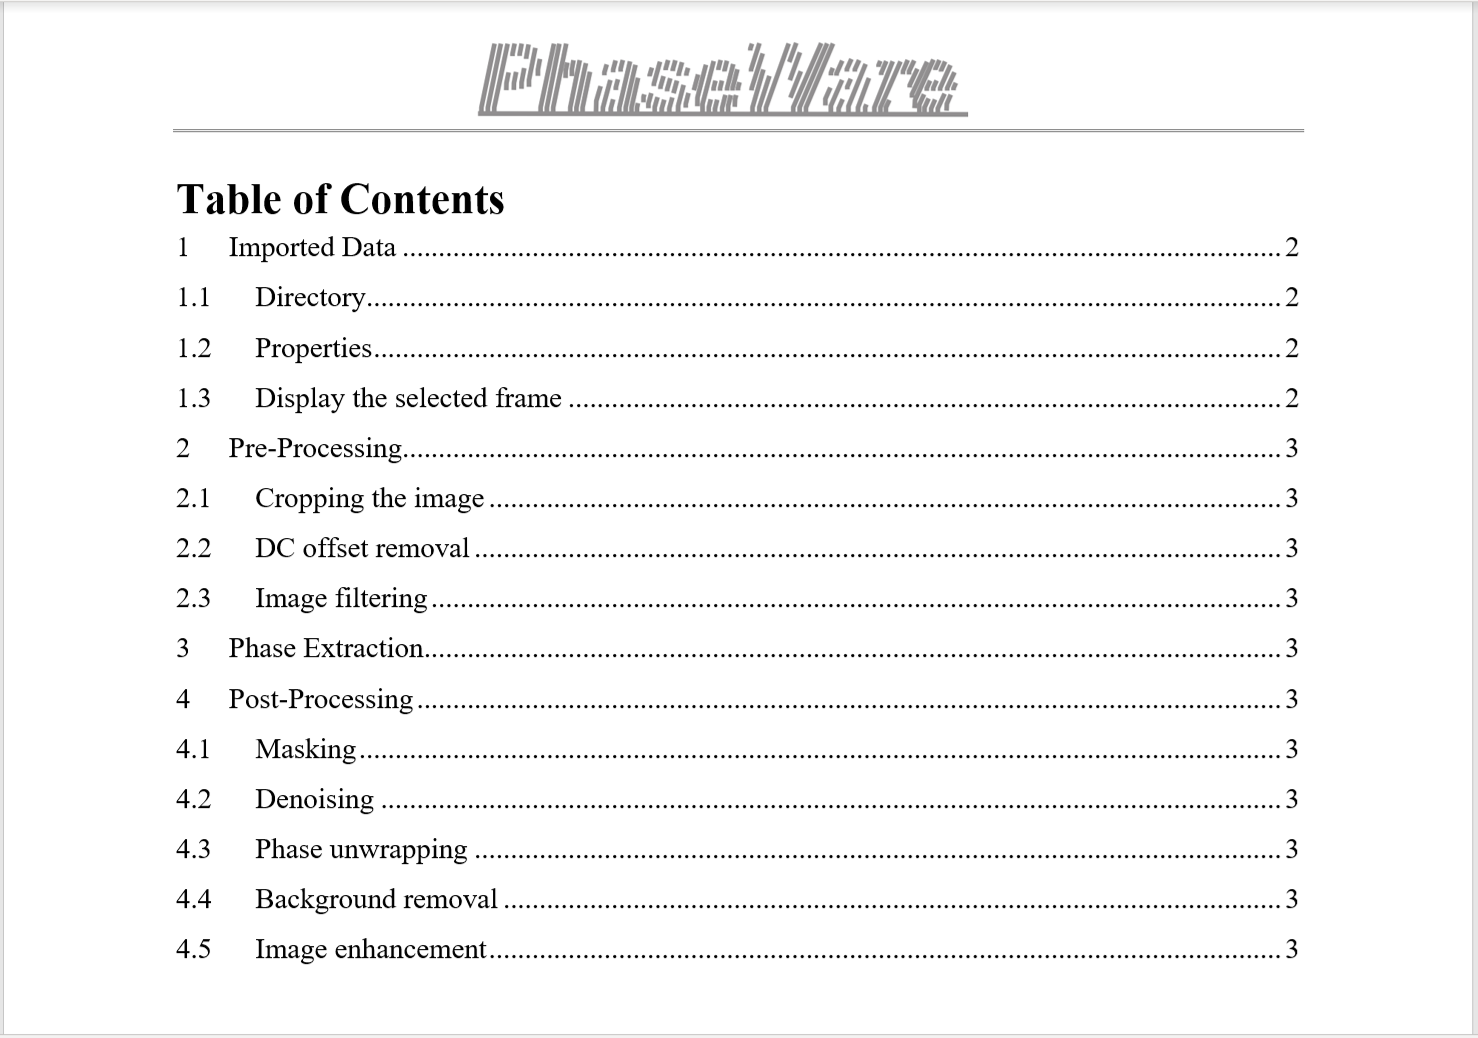 PhaseWare
Table of Contents
1 Imported Data ........ 2
1.1 Directory ........ 2
1.2 Properties ........ 2
1.3 Display the selected frame ........ 2
2 Pre-Processing ........ 3
2.1 Cropping the image ........ 3
2.2 DC offset removal ........ 3
2.3 Image filtering ........ 3
3 Phase Extraction ........ 3
4 Post-Processing ........ 3
4.1 Masking ........ 3
4.2 Denoising ........ 3
4.3 Phase unwrapping ........ 3
4.4 Background removal ........ 3
4.5 Image enhancement ........ 3